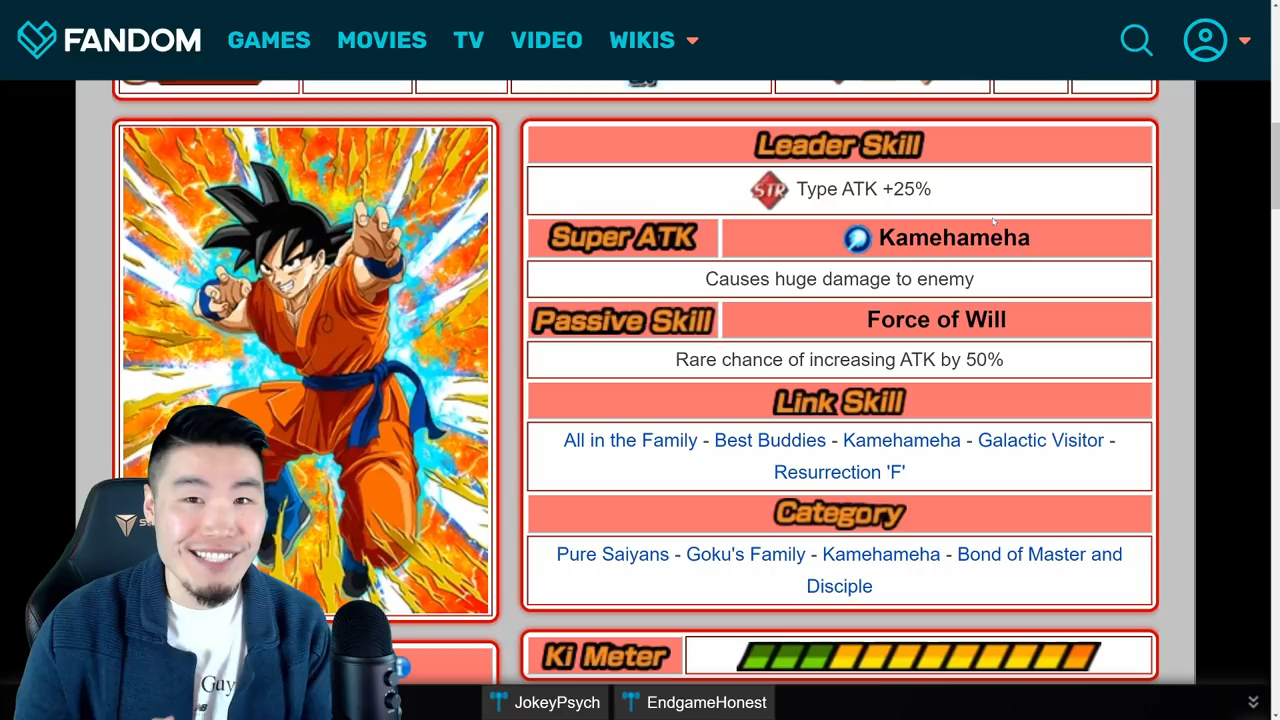 FANDOM GAMES MOVIES TV VIDEO WIKIS
Leader Skill
STR Type ATK +25%
Super ATK Kamehameha
Causes huge damage to enemy
Passive Skill Force of Will
Rare chance of increasing ATK by 50%
Link Skill
All in the Family - Best Buddies - Kamehameha - Galactic Visitor -
Resurrection 'F'
Category
Pure Saiyans - Goku's Family - Kamehameha - Bond of Master and
Disciple
Ki Meter
Guy
JokeyPsych EndgameHonest